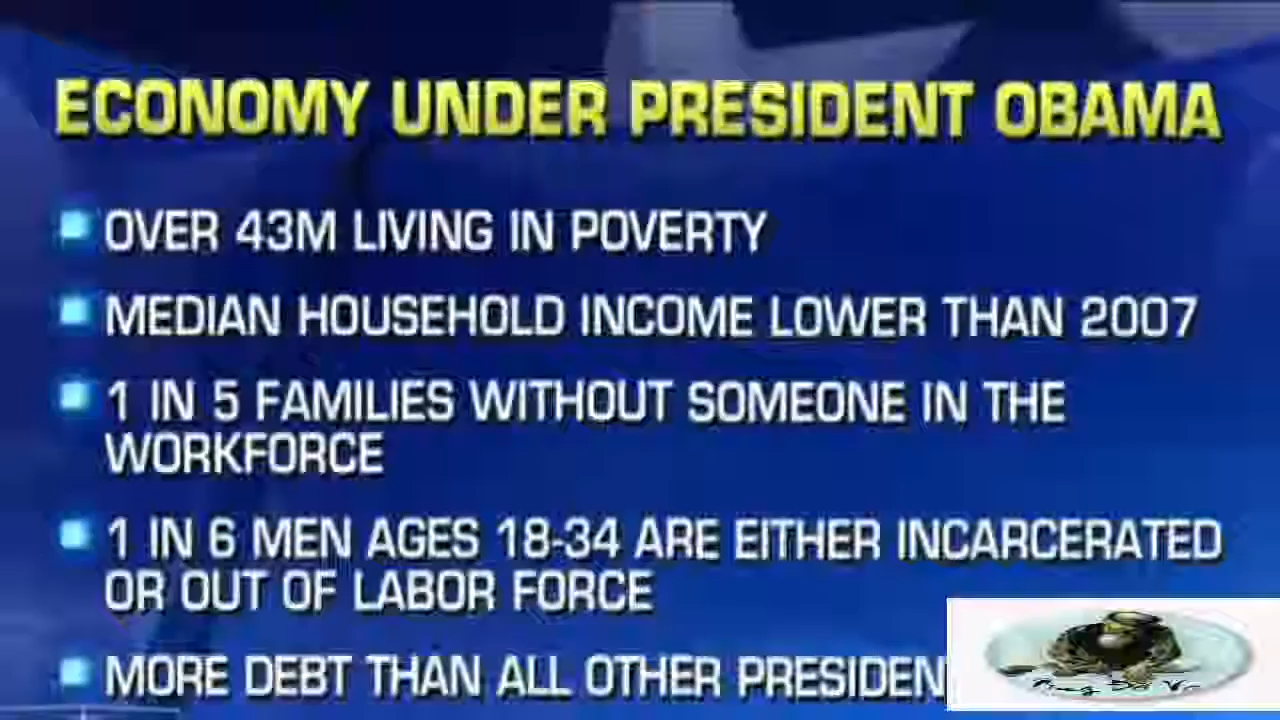 ECONOMY UNDER PRESIDENT OBAMA
OVER 43M LIVING IN POVERTY
MEDIAN HOUSEHOLD INCOME LOWER THAN 2007
1 IN 5 FAMILIES WITHOUT SOMEONE IN THE
WORKFORCE
1 IN 6 MEN AGES 18-34 ARE EITHER INCARCERATED
OR OUT OF LABOR FORCE
MORE DEBT THAN ALL OTHER PRESIDEN